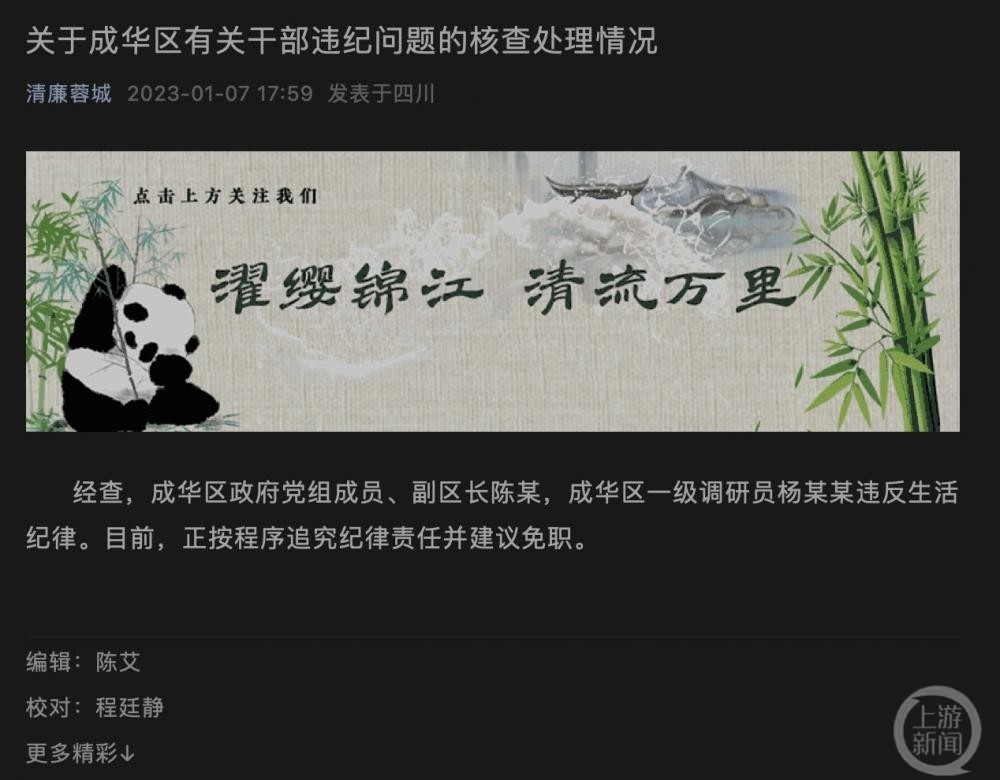 关于成华区有关干部违纪问题的核查处理情况
清廉蓉城 2023-01-07 17:59 发表于四川
点击上方关注我们
濯缨锦江 清流万里
经查，成华区政府党组成员、副区长陈某，成华区一级调研员杨某某违反生活
纪律。目前，正按程序追究纪律责任并建议免职。
编辑：陈艾
校对：程廷静
更多精彩↓
上游
新闻